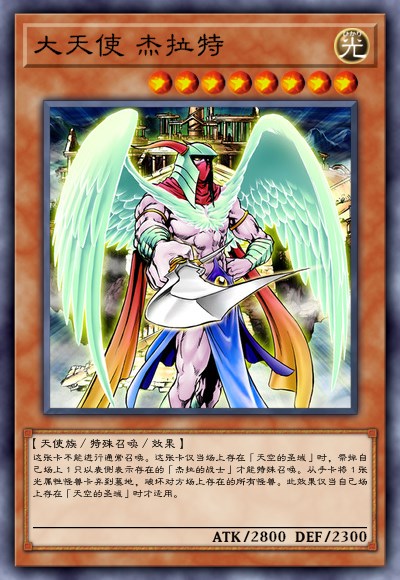 大天使 杰拉特
光
ひかり
【天使族／特殊召唤／效果】
这张卡不能进行通常召唤。这张卡仅当场上存在「天空的圣域」时，祭掉自
己场上1只以表侧表示存在的「杰拉的战士」才能特殊召唤。从手卡将1张
光属性怪兽卡弃到墓地，破坏对方场上存在的所有怪兽。此效果仅当自己场
上存在「天空的圣域」时才适用。
ATK/2800 DEF/2300